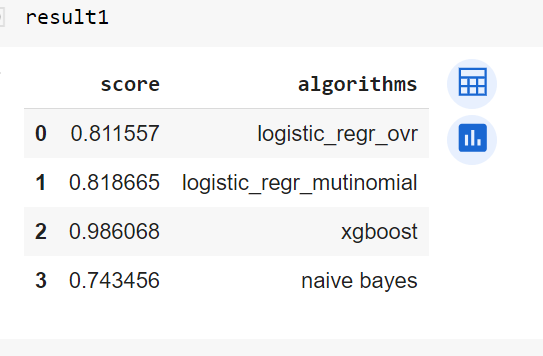 result1
score algorithms
0 0.811557 logistic_regr_ovr
1 0.818665 logistic_regr_mutinomial
2 0.986068 xgboost
3 0.743456 naive bayes